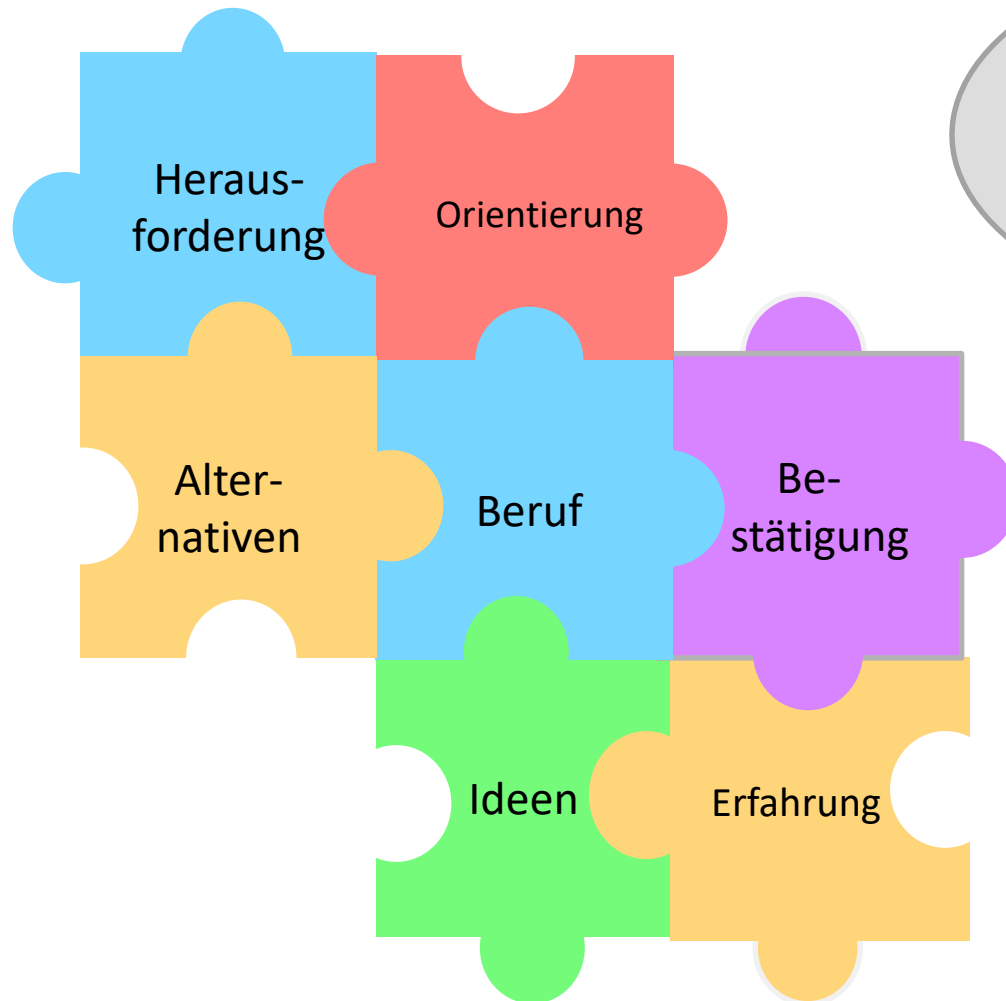 Heraus-
forderung
Orientierung
Alter-
nativen
Beruf
Be-
stätigung
Ideen
Erfahrung